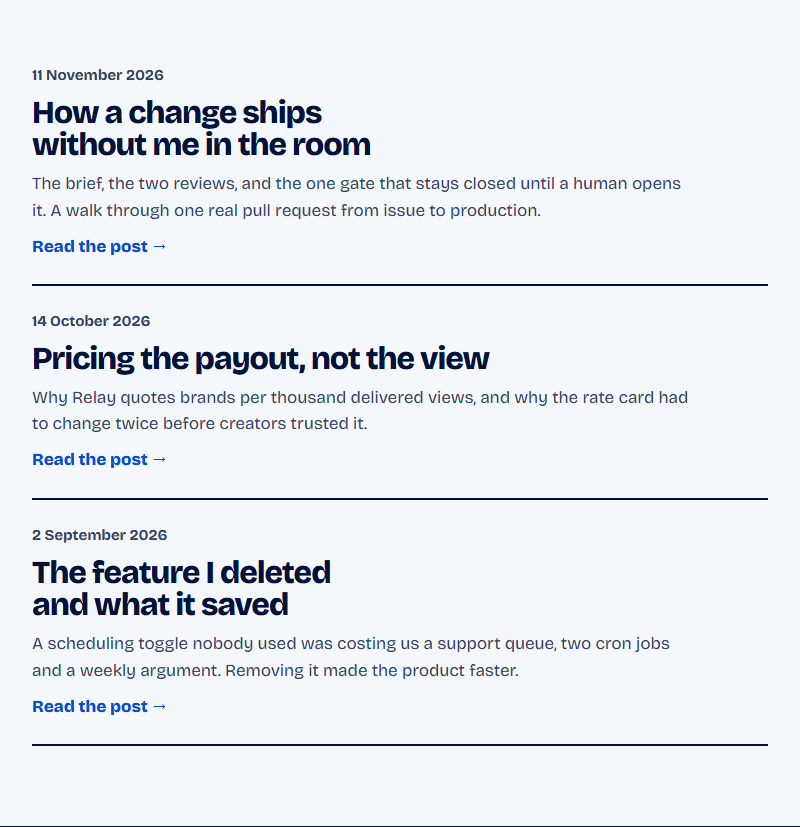 11 November 2026
How a change ships
without me in the room
The brief, the two reviews, and the one gate that stays closed until a human opens
it. A walk through one real pull request from issue to production.
Read the post →
14 October 2026
Pricing the payout, not the view
Why Relay quotes brands per thousand delivered views, and why the rate card had
to change twice before creators trusted it.
Read the post →
2 September 2026
The feature I deleted
and what it saved
A scheduling toggle nobody used was costing us a support queue, two cron jobs
and a weekly argument. Removing it made the product faster.
Read the post →